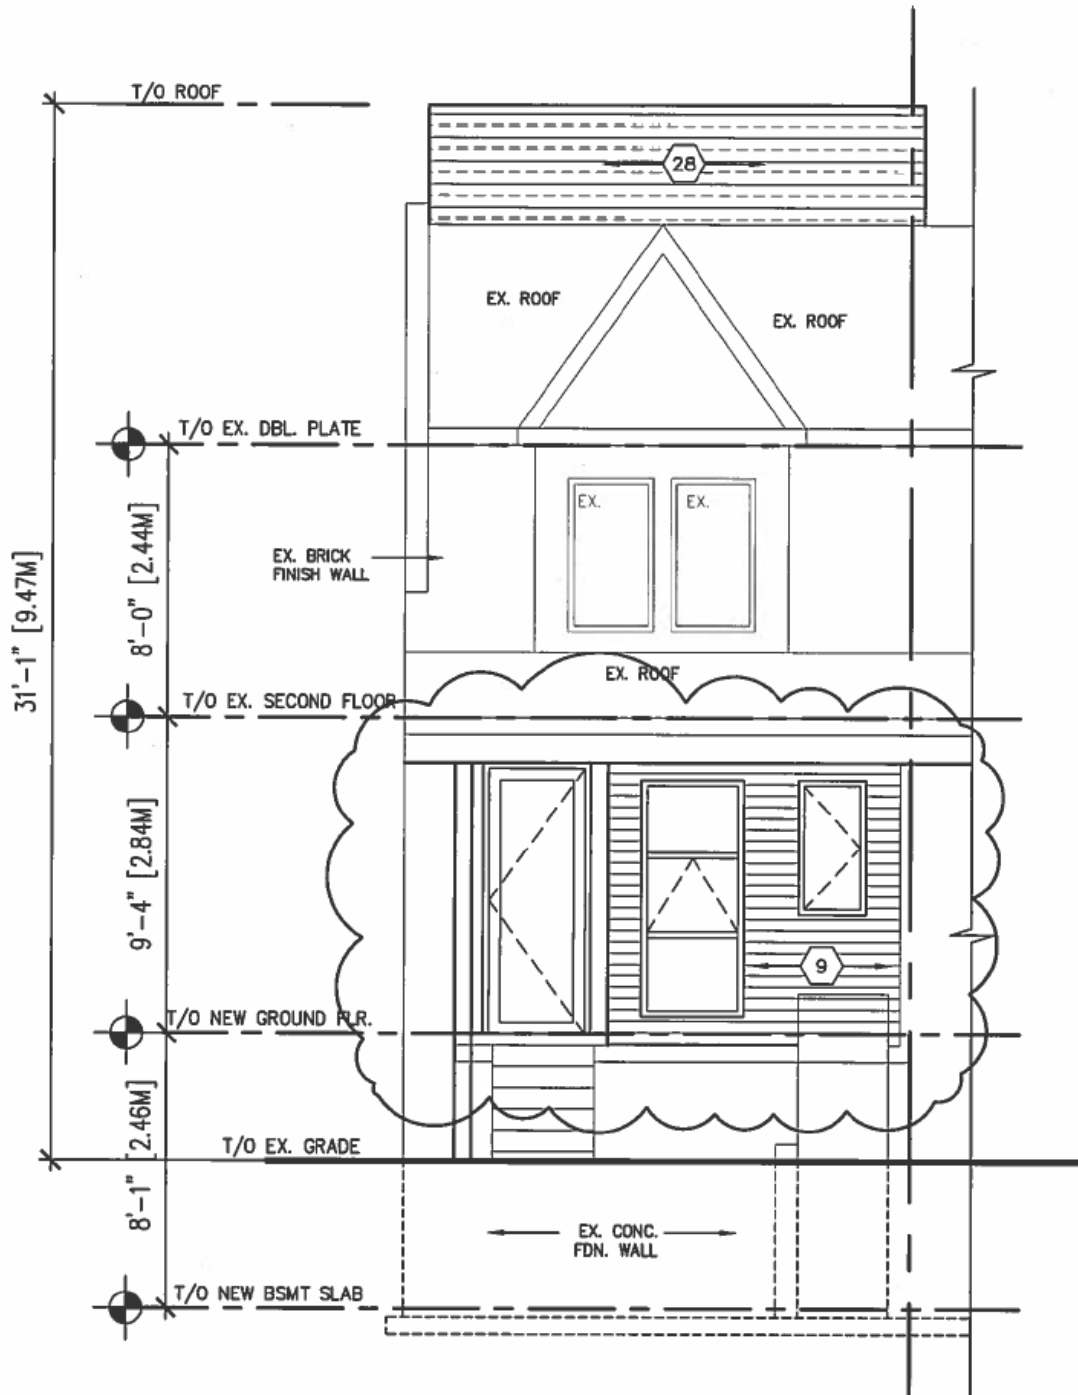 T/O ROOF
28
EX. ROOF
EX. ROOF
T/O EX. DBL. PLATE
EX.
EX.
8'-0" [2.44M]
EX. BRICK
FINISH WALL
31'-1" [9.47M]
EX. ROOF
T/O EX. SECOND FLOOR
9'-4" [2.84M]
9
T/O NEW GROUND FLR.
8'-1" [2.46M]
T/O EX. GRADE
EX. CONC.
FDN. WALL
T/O NEW BSMT SLAB